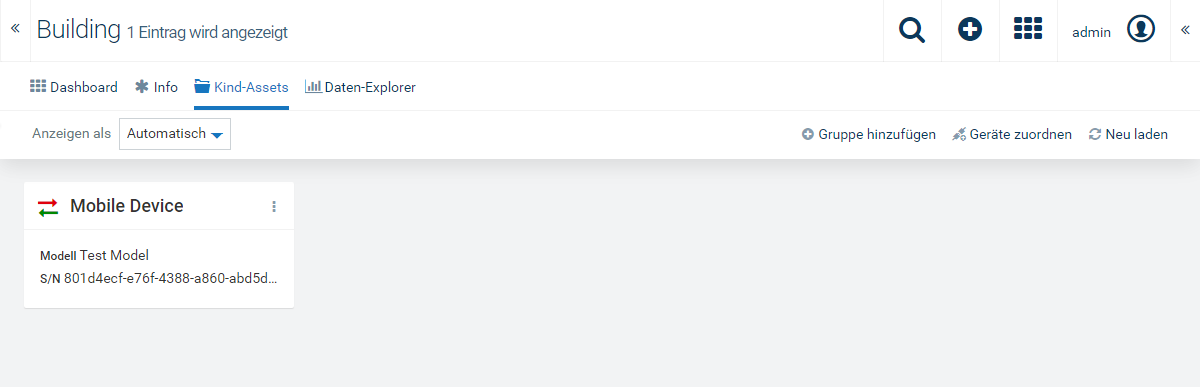 Building 1 Eintrag wird angezeigt
admin
Dashboard Info Kind-Assets Daten-Explorer
Anzeigen als Automatisch Gruppe hinzufügen Geräte zuordnen Neu laden
Mobile Device
Modell Test Model
S/N 801d4ecf-e76f-4388-a860-abd5d...